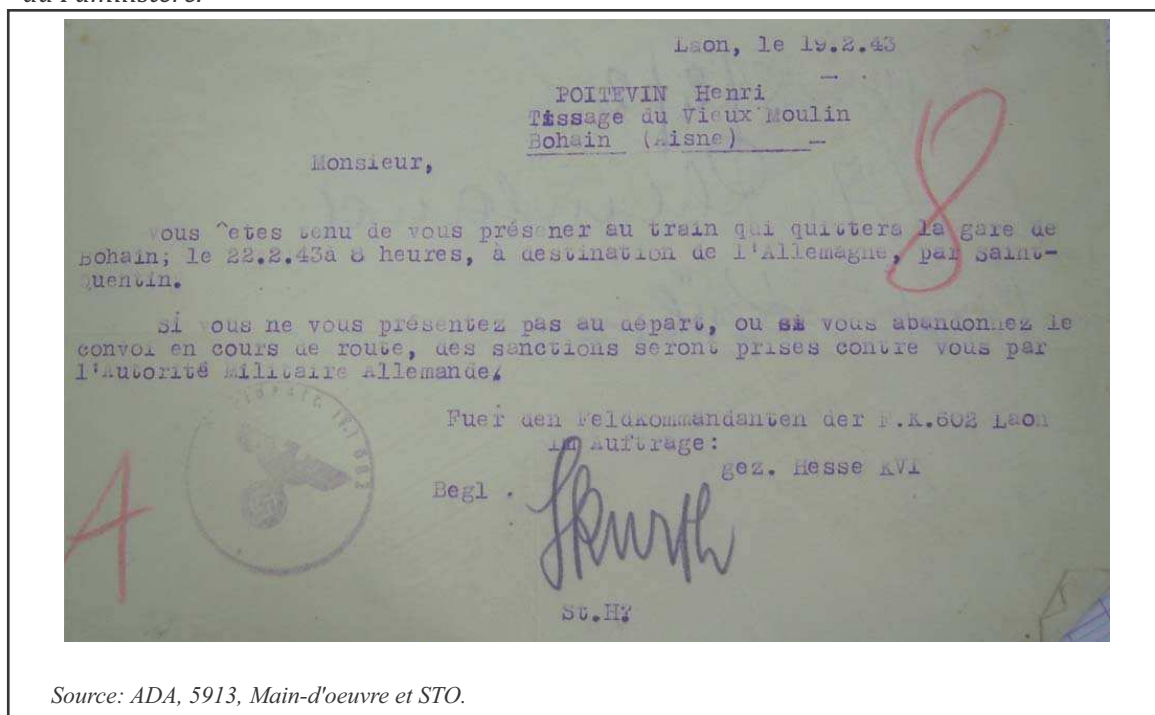 Laon, le 19.2.43
POITEVIN Henri
Tissage du Vieux Moulin
Bohain (Aisne)
Monsieur,
vous ^etes tenu de vous présener au train qui quittera la gare de
Bohain; le 22.2.43à 8 heures, à destination de l'Allemagne, par Saint-
Quentin.
Si vous ne vous présentez pas au départ, ou si vous abandonnez le
convoi en cours de route, des sanctions seront prises contre vous par
l'Autorité Militaire Allemande
Fuer den Feldkommandanten der F.K.602 Laon
im Auftrage:
gez. Hesse KVI
Begl .
St.H
8
A
Source: ADA, 5913, Main-d'oeuvre et STO.